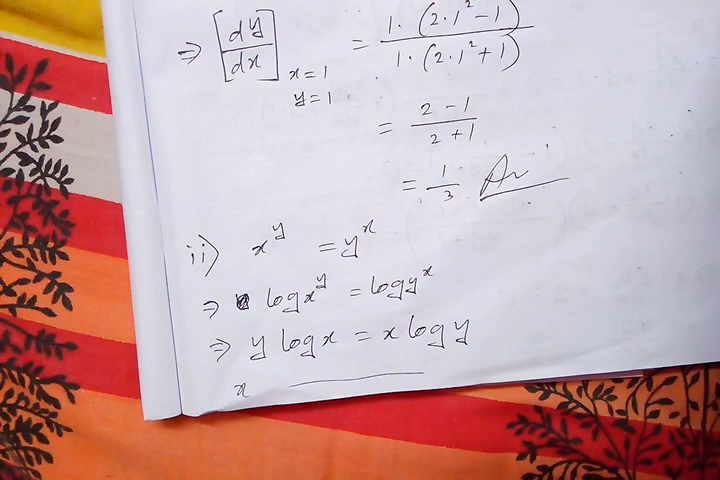 ⇒ [dy/dx] x=1 y=1 = 1·(2·1²-1) / 1·(2·1²+1)
= 2-1 / 2+1
= 1/3
ii) x^y = y^x
⇒ log x^y = log y^x
⇒ y log x = x log y
x